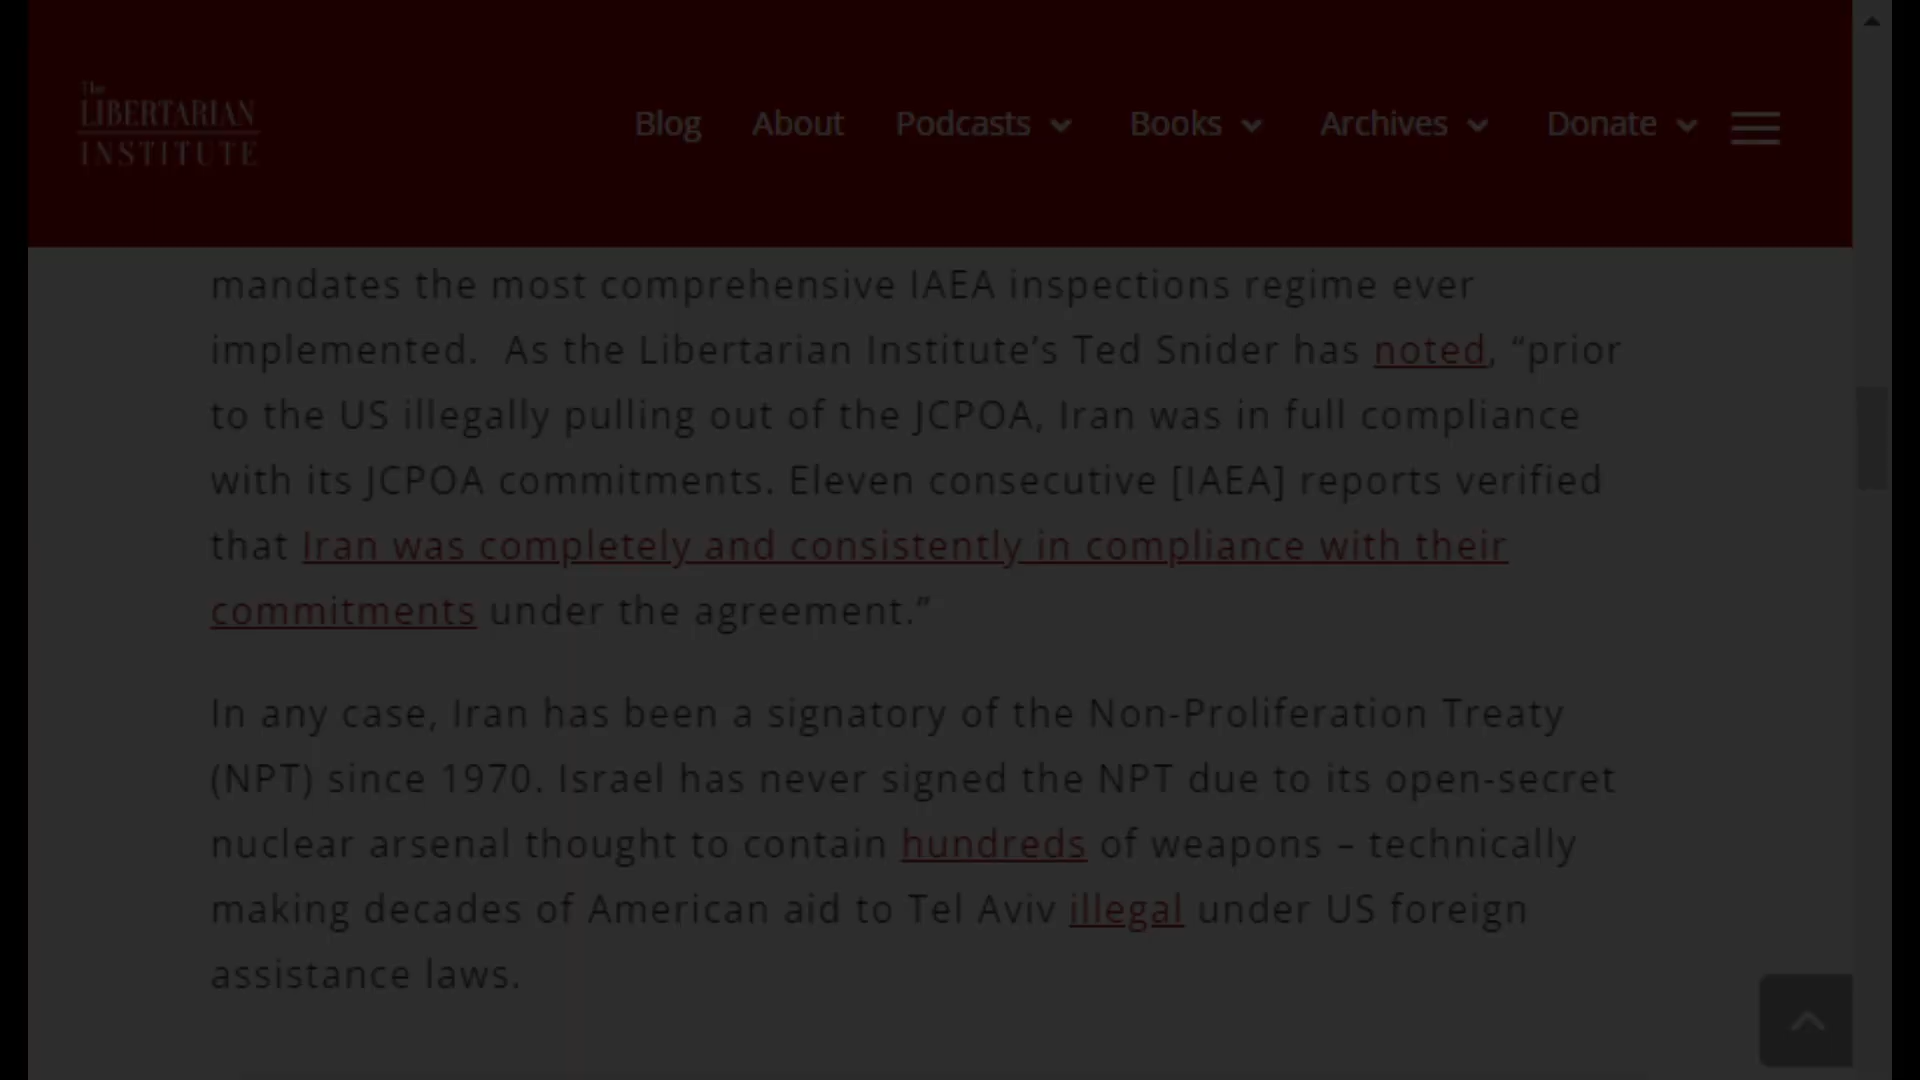 The
LIBERTARIAN
INSTITUTE
Blog About Podcasts Books Archives Donate
mandates the most comprehensive IAEA inspections regime ever
implemented.  As the Libertarian Institute’s Ted Snider has noted, “prior
to the US illegally pulling out of the JCPOA, Iran was in full compliance
with its JCPOA commitments. Eleven consecutive [IAEA] reports verified
that Iran was completely and consistently in compliance with their
commitments under the agreement.”
In any case, Iran has been a signatory of the Non-Proliferation Treaty
(NPT) since 1970. Israel has never signed the NPT due to its open-secret
nuclear arsenal thought to contain hundreds of weapons – technically
making decades of American aid to Tel Aviv illegal under US foreign
assistance laws.